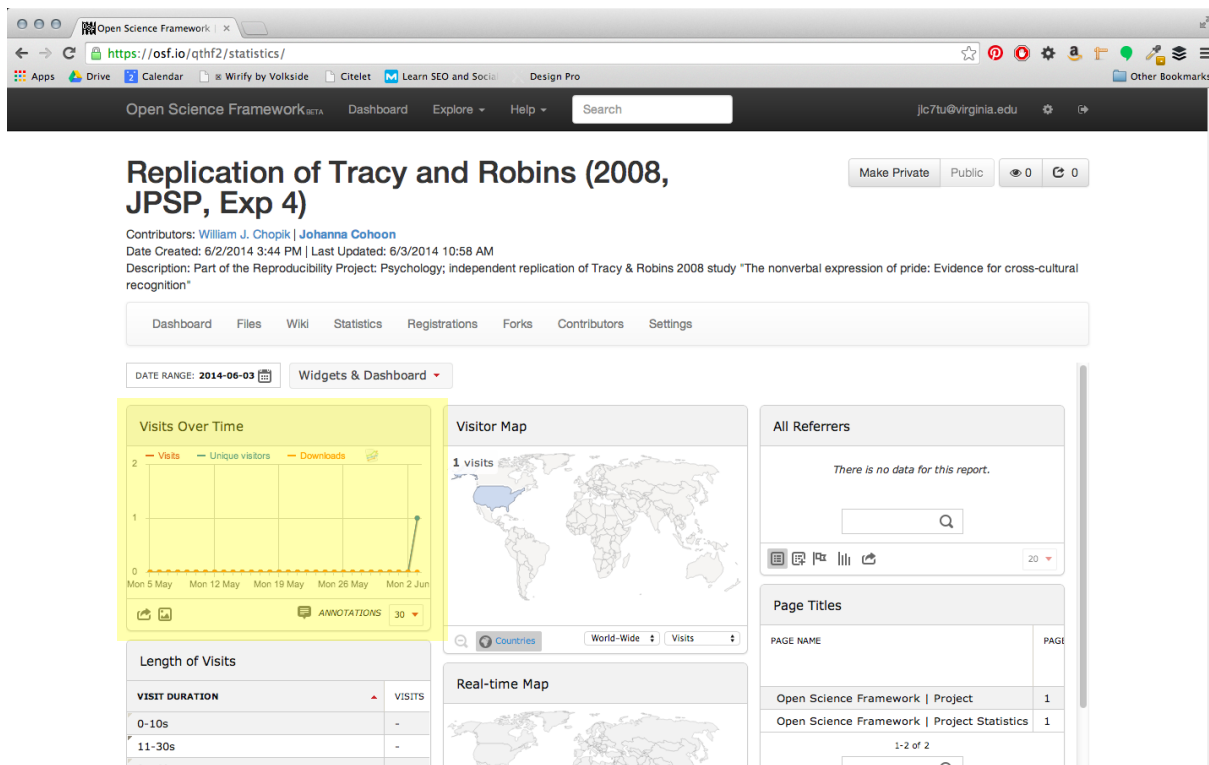 Open Science Framework |
https://osf.io/qthf2/statistics/
Apps Drive Calendar Wirify by Volkside Citelet Learn SEO and Social Design Pro Other Bookmarks
Open Science Framework BETA Dashboard Explore Help Search jlc7tu@virginia.edu
Replication of Tracy and Robins (2008,
JPSP, Exp 4)
Make Private Public 0 0
Contributors: William J. Chopik | Johanna Cohoon
Date Created: 6/2/2014 3:44 PM | Last Updated: 6/3/2014 10:58 AM
Description: Part of the Reproducibility Project: Psychology; independent replication of Tracy & Robins 2008 study "The nonverbal expression of pride: Evidence for cross-cultural
recognition"
Dashboard Files Wiki Statistics Registrations Forks Contributors Settings
DATE RANGE: 2014-06-03 Widgets & Dashboard
Visits Over Time
Visits Unique visitors Downloads
2
1
0
Mon 5 May Mon 12 May Mon 19 May Mon 26 May Mon 2 Jun
ANNOTATIONS 30
Length of Visits
VISIT DURATION VISITS
0-10s -
11-30s -
Visitor Map
1 visits
Countries World-Wide Visits
Real-time Map
All Referrers
There is no data for this report.
20
Page Titles
PAGE NAME PAGE
Open Science Framework | Project 1
Open Science Framework | Project Statistics 1
1-2 of 2